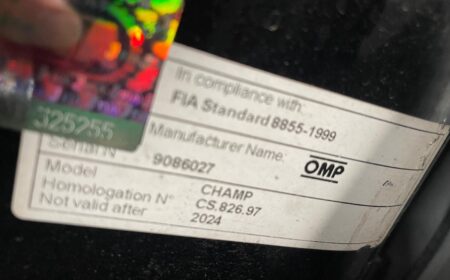 In compliance with:
FIA Standard 8855-1999
325255
Manufacturer Name: OMP
Serial N 9086027
Model CHAMP
Homologation N° CS.826.97
Not valid after 2024